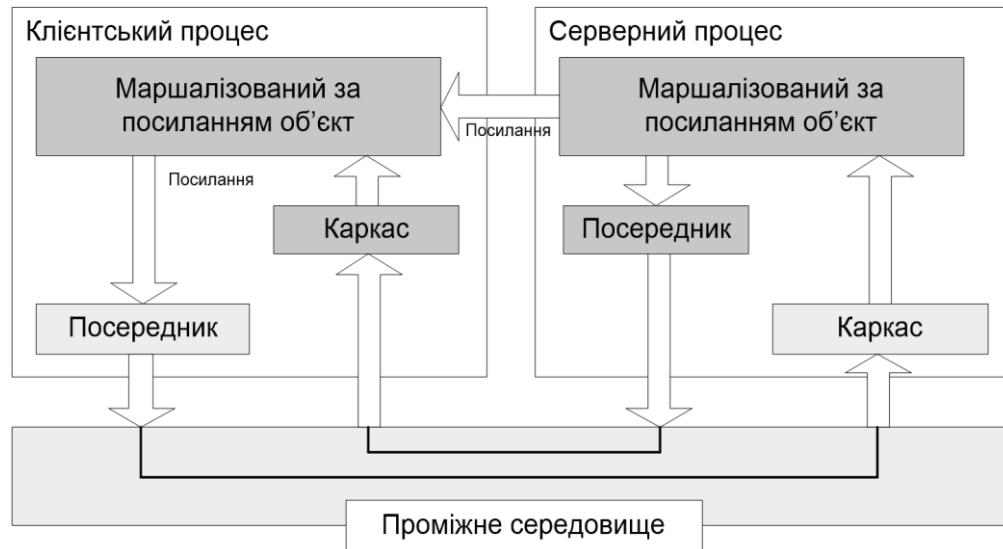 Клієнтський процес
Маршалізований за
посиланням об’єкт
Посилання
Каркас
Посередник
Посилання
Серверний процес
Маршалізований за
посиланням об’єкт
Посередник
Каркас
Проміжне середовище